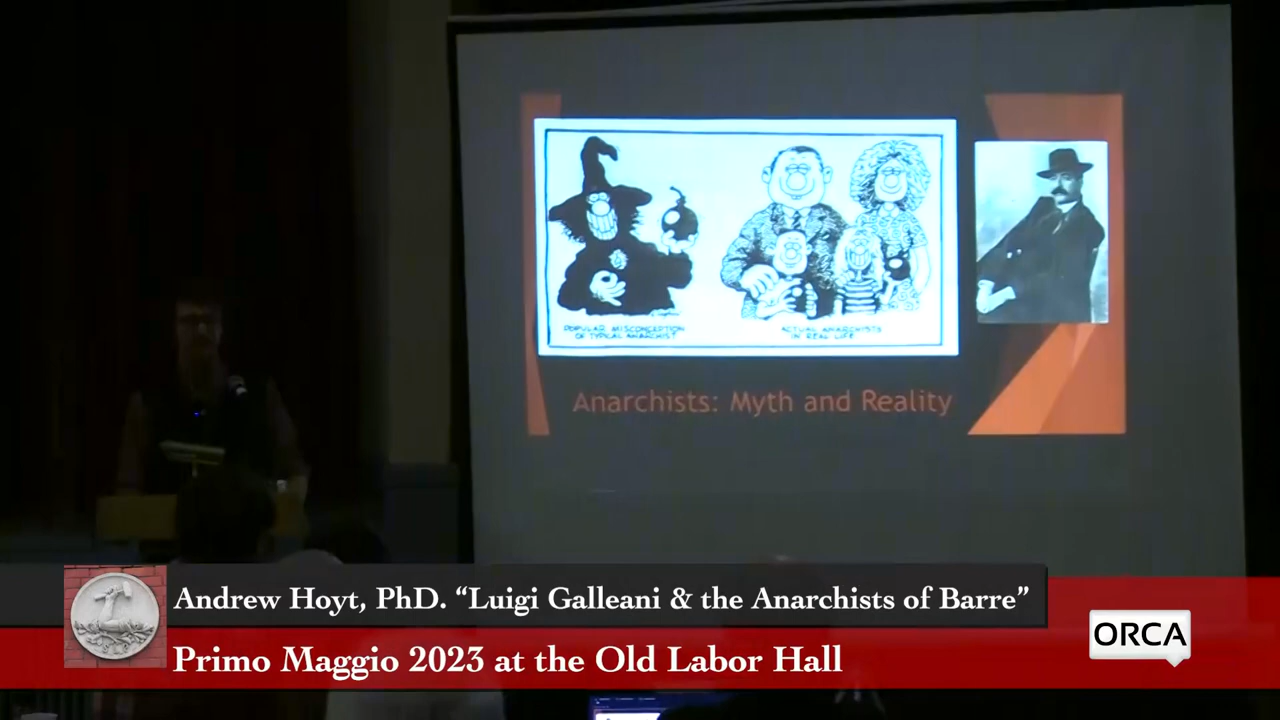 POPULAR MISCONCEPTION
OF TYPICAL ANARCHIST
ACTUAL ANARCHISTS
IN REAL LIFE
Anarchists: Myth and Reality
Andrew Hoyt, PhD. “Luigi Galleani & the Anarchists of Barre”
Primo Maggio 2023 at the Old Labor Hall
ORCA